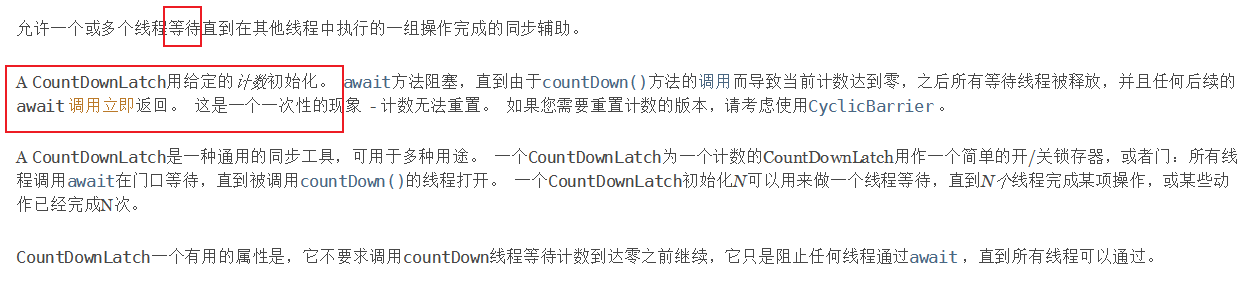 允许一个或多个线程等待直到在其他线程中执行的一组操作完成的同步辅助。
A CountDownLatch用给定的计数初始化。 await方法阻塞，直到由于countDown()方法的调用而导致当前计数达到零，之后所有等待线程被释放，并且任何后续的
await 调用立即返回。 这是一个一次性的现象 - 计数无法重置。 如果您需要重置计数的版本，请考虑使用CyclicBarrier 。
A CountDownLatch是一种通用的同步工具，可用于多种用途。 一个CountDownLatch为一个计数的CountDownLatch用作一个简单的开/关锁存器，或者门：所有线
程调用await在门口等待，直到被调用countDown()的线程打开。 一个CountDownLatch初始化N可以用来做一个线程等待，直到N个线程完成某项操作，或某些动
作已经完成N次。
CountDownLatch一个有用的属性是，它不要求调用countDown线程等待计数到达零之前继续，它只是阻止任何线程通过await ，直到所有线程可以通过。